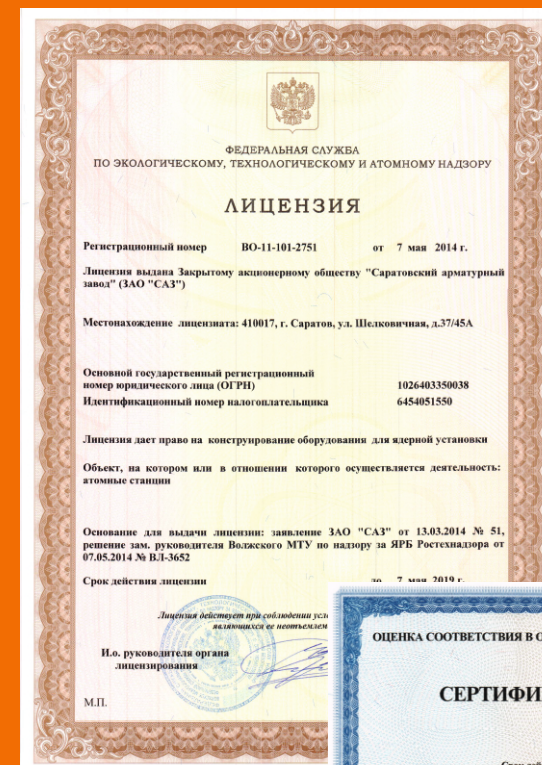 ФЕДЕРАЛЬНАЯ СЛУЖБА
ПО ЭКОЛОГИЧЕСКОМУ, ТЕХНОЛОГИЧЕСКОМУ И АТОМНОМУ НАДЗОРУ
ЛИЦЕНЗИЯ
Регистрационный номер ВО-11-101-2751 от 7 мая 2014 г.
Лицензия выдана Закрытому акционерному обществу "Саратовский арматурный
завод" (ЗАО "САЗ")
Местонахождение лицензиата: 410017, г. Саратов, ул. Шелковичная, д.37/45А
Основной государственный регистрационный
номер юридического лица (ОГРН) 1026403350038
Идентификационный номер налогоплательщика 6454051550
Лицензия дает право на конструирование оборудования для ядерной установки
Объект, на котором или в отношении которого осуществляется деятельность:
атомные станции
Основание для выдачи лицензии: заявление ЗАО "САЗ" от 13.03.2014 № 51,
решение зам. руководителя Волжского МТУ по надзору за ЯРБ Ростехнадзора от
07.05.2014 № ВЛ-3652
Срок действия лицензии до 7 мая 2019 г.
Лицензия действует при соблюдении
являющихся ее
И.о. руководителя органа
лицензирования
М.П.
ОЦЕНКА СООТВЕТСТВИЯ В
СЕРТИФИ